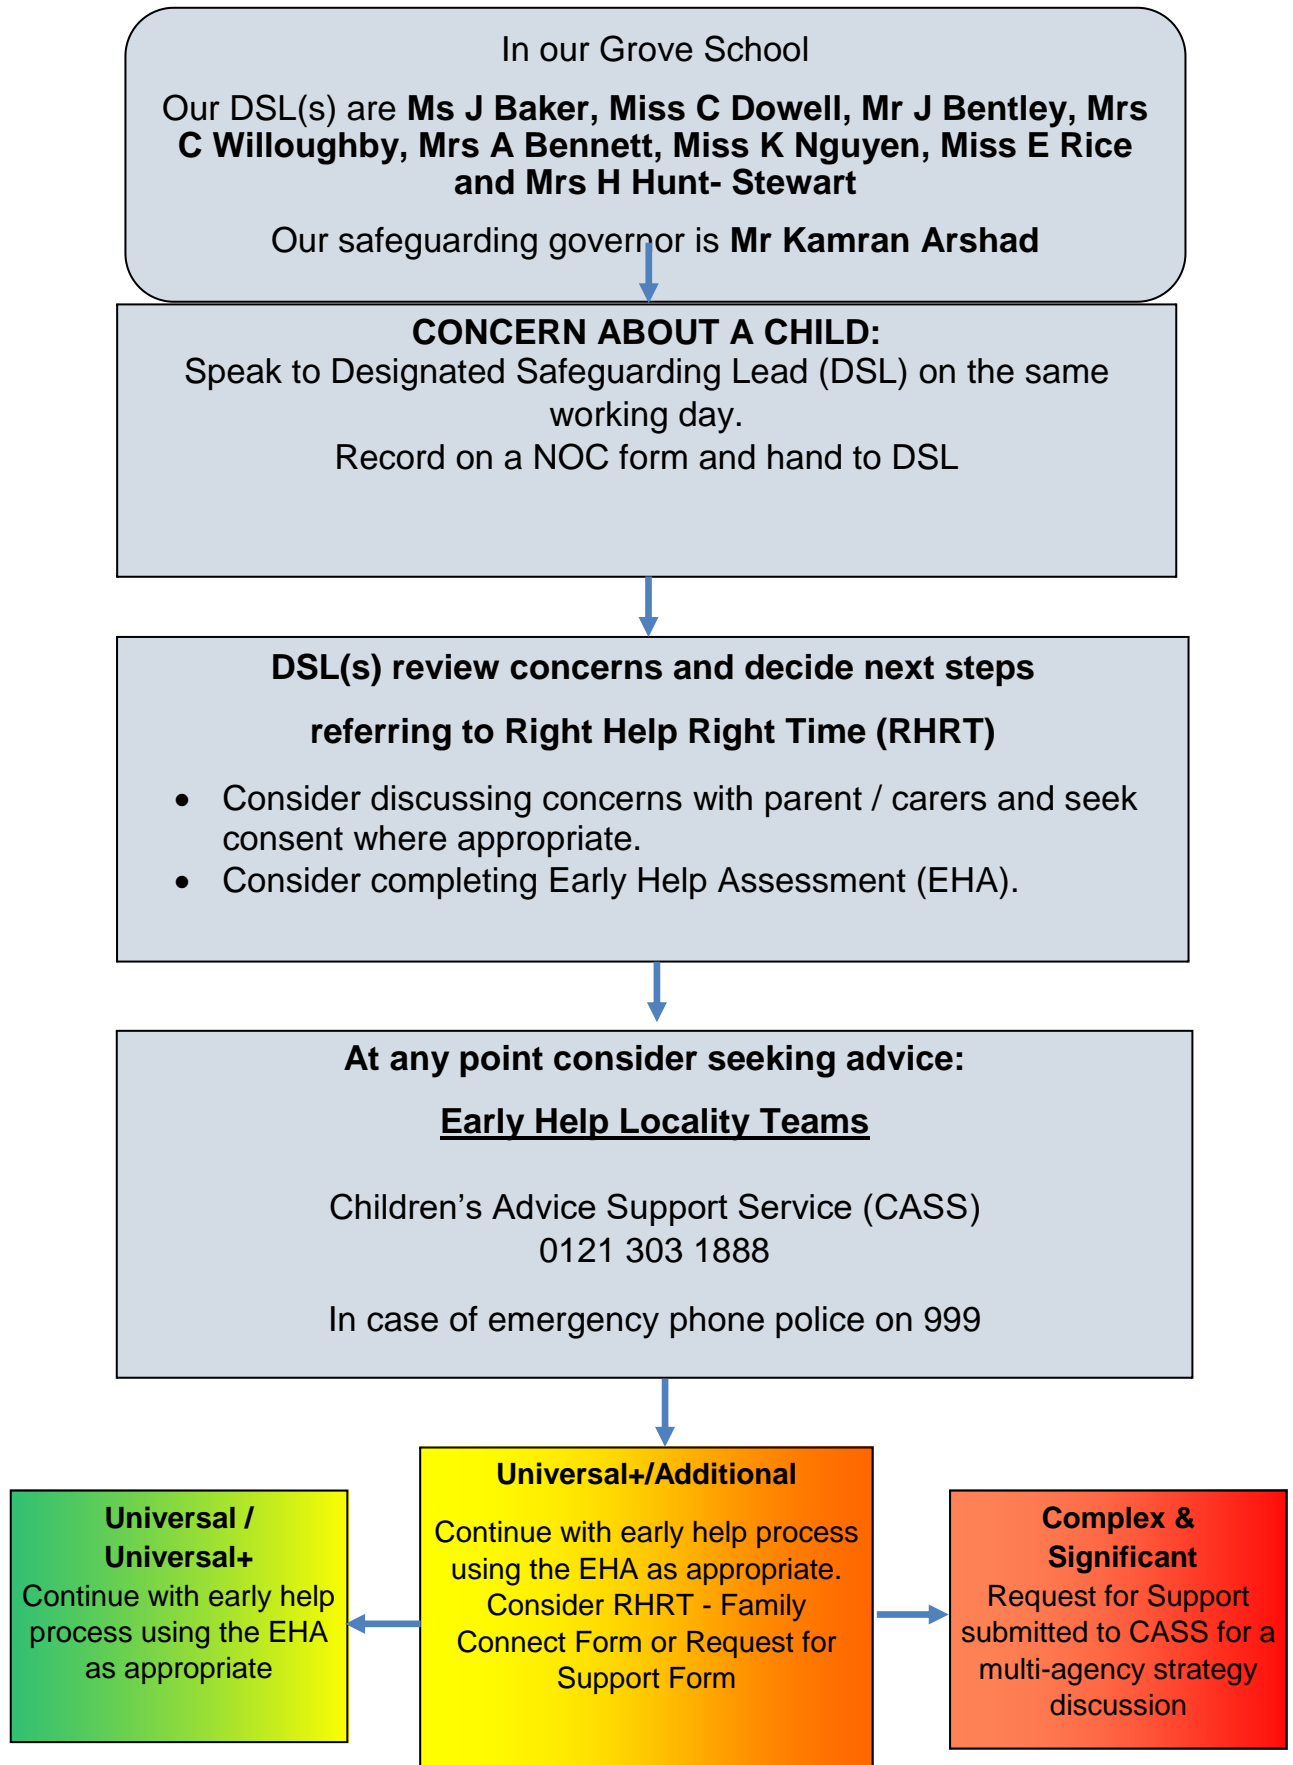 In our Grove School
Our DSL(s) are Ms J Baker, Miss C Dowell, Mr J Bentley, Mrs
C Willoughby, Mrs A Bennett, Miss K Nguyen, Miss E Rice
and Mrs H Hunt- Stewart
Our safeguarding governor is Mr Kamran Arshad
CONCERN ABOUT A CHILD:
Speak to Designated Safeguarding Lead (DSL) on the same
working day.
Record on a NOC form and hand to DSL
DSL(s) review concerns and decide next steps
referring to Right Help Right Time (RHRT)
• Consider discussing concerns with parent / carers and seek
consent where appropriate.
• Consider completing Early Help Assessment (EHA).
At any point consider seeking advice:
Early Help Locality Teams
Children’s Advice Support Service (CASS)
0121 303 1888
In case of emergency phone police on 999
Universal /
Universal+
Continue with early help
process using the EHA
as appropriate
Universal+/Additional
Continue with early help process
using the EHA as appropriate.
Consider RHRT - Family
Connect Form or Request for
Support Form
Complex &
Significant
Request for Support
submitted to CASS for a
multi-agency strategy
discussion